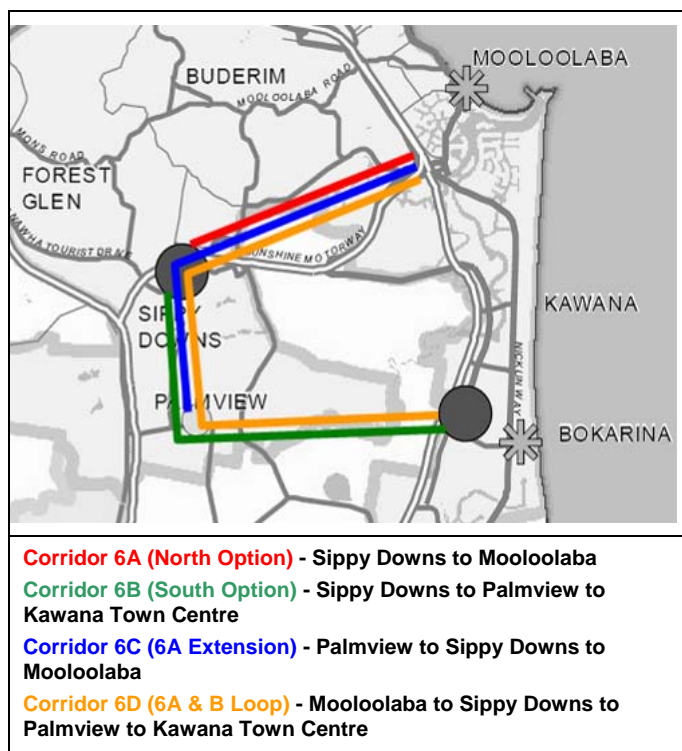 MOOLOOLABA
BUDERIM
MOOLOOLABA ROAD
MONS ROAD
FOREST
GLEN
NAWHA TOURIST DRIVE
UNSHINE MOTORWAY
SIPPY
DOWNS
KAWANA
NICKLIN WAY
PALMVIEW
BOKARINA
Corridor 6A (North Option) - Sippy Downs to Mooloolaba
Corridor 6B (South Option) - Sippy Downs to Palmview to
Kawana Town Centre
Corridor 6C (6A Extension) - Palmview to Sippy Downs to
Mooloolaba
Corridor 6D (6A & B Loop) - Mooloolaba to Sippy Downs to
Palmview to Kawana Town Centre